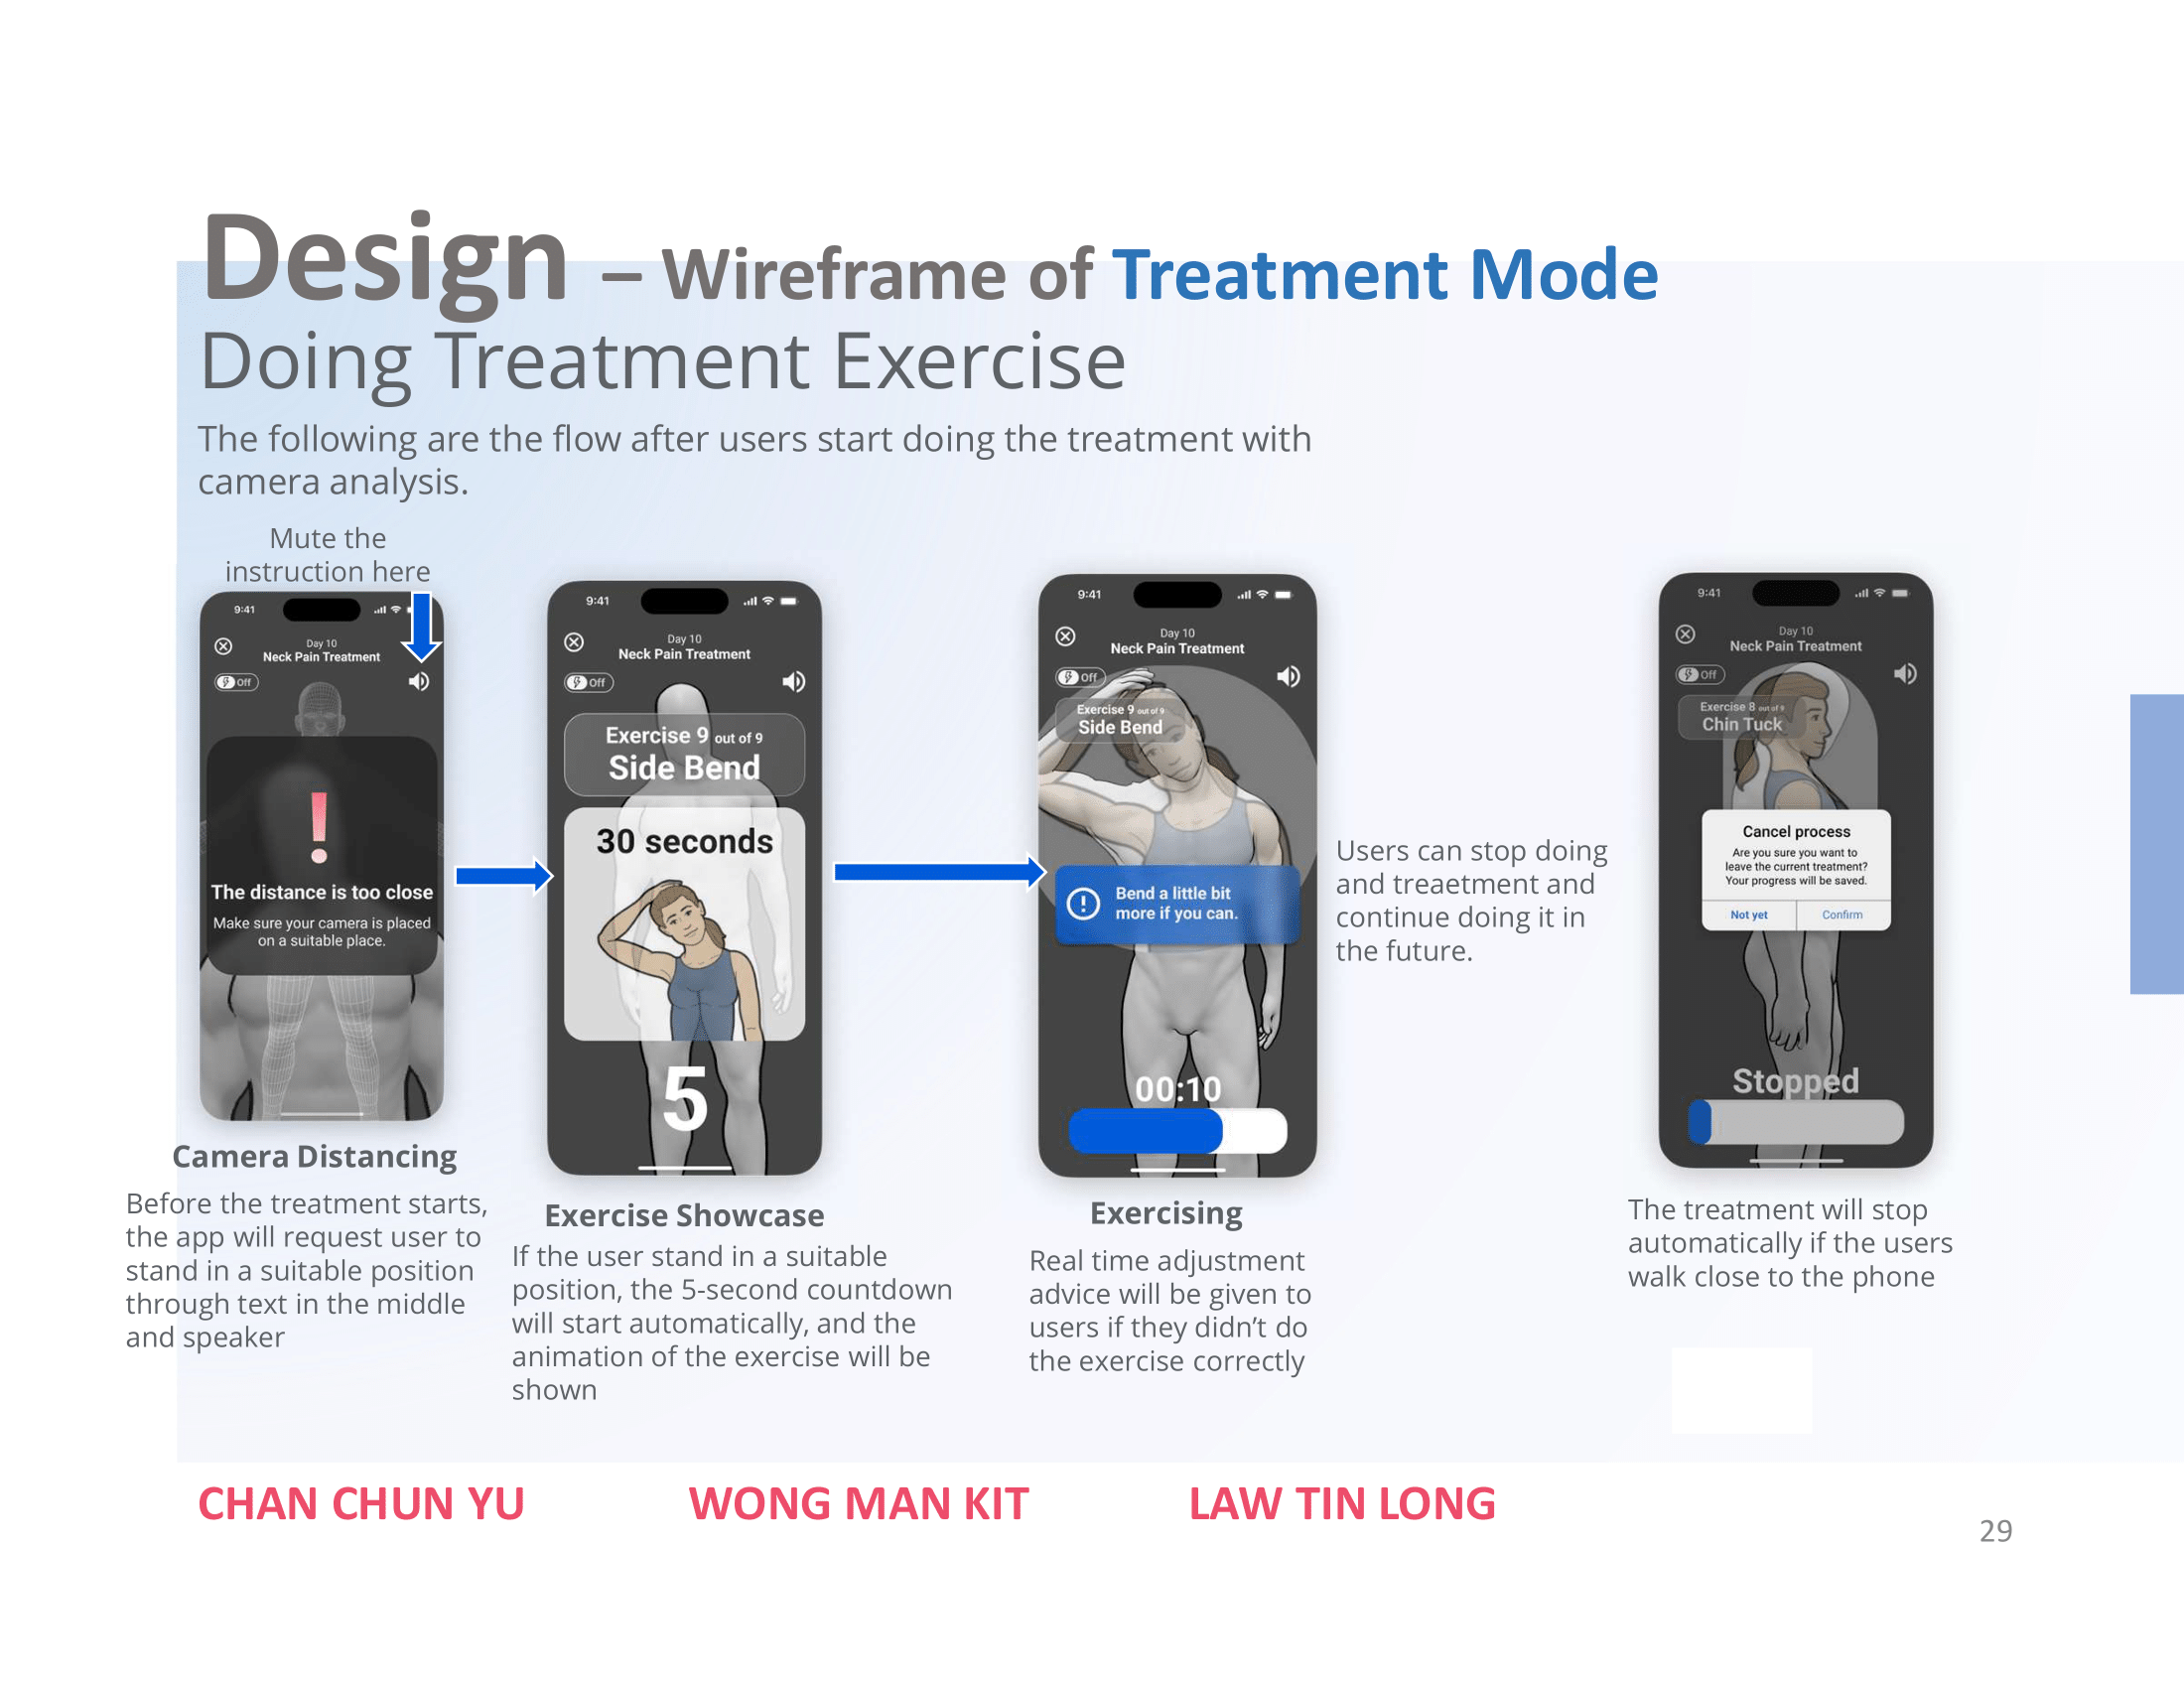 Design – Wireframe of Treatment Mode
Doing Treatment Exercise
The following are the flow after users start doing the treatment with
camera analysis.
Mute the
instruction here
9:41
Day 10
Neck Pain Treatment
Off
The distance is too close
Make sure your camera is placed
on a suitable place.
Camera Distancing
Before the treatment starts,
the app will request user to
stand in a suitable position
through text in the middle
and speaker
9:41
Day 10
Neck Pain Treatment
Off
Exercise 9 out of 9
Side Bend
30 seconds
5
Exercise Showcase
If the user stand in a suitable
position, the 5-second countdown
will start automatically, and the
animation of the exercise will be
shown
9:41
Day 10
Neck Pain Treatment
Off
Exercise 9 out of 9
Side Bend
Bend a little bit
more if you can.
00:10
Exercising
Real time adjustment
advice will be given to
users if they didn’t do
the exercise correctly
Users can stop doing
and treaetment and
continue doing it in
the future.
9:41
Day 10
Neck Pain Treatment
Off
Exercise 8 out of 9
Chin Tuck
Cancel process
Are you sure you want to
leave the current treatment?
Your progress will be saved.
Not yet
Confirm
Stopped
The treatment will stop
automatically if the users
walk close to the phone
CHAN CHUN YU
WONG MAN KIT
LAW TIN LONG
29